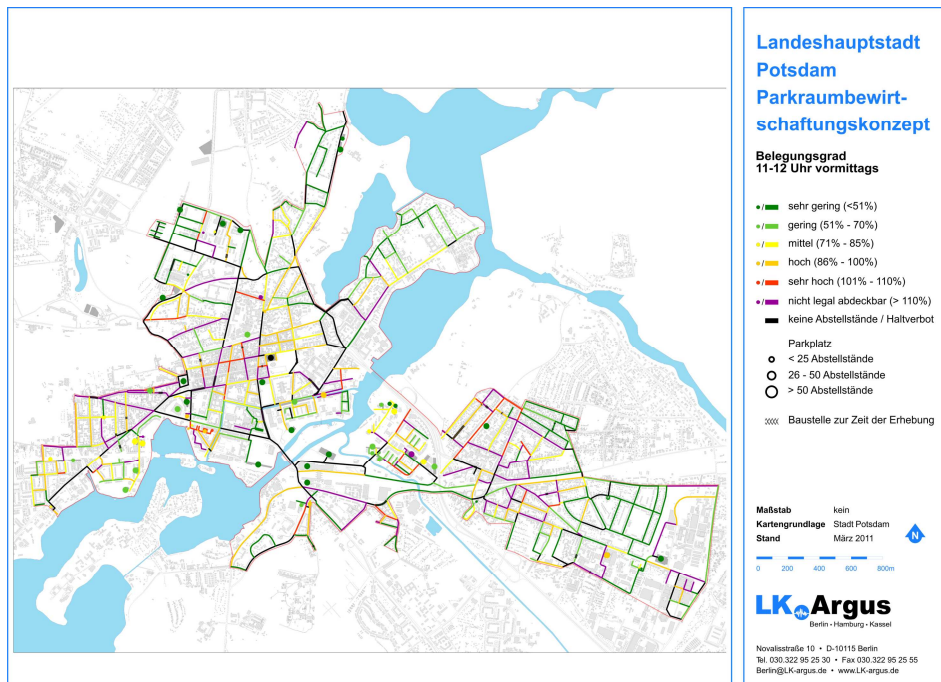 Landeshauptstadt
Potsdam
Parkraumbewirt-
schaftungskonzept
Belegungsgrad
11-12 Uhr vormittags
sehr gering (<51%)
gering (51% - 70%)
mittel (71% - 85%)
hoch (86% - 100%)
sehr hoch (101% - 110%)
nicht legal abdeckbar (> 110%)
keine Abstellstände / Haltverbot
Parkplatz
< 25 Abstellstände
26 - 50 Abstellstände
> 50 Abstellstände
Baustelle zur Zeit der Erhebung
Maßstab kein
Kartengrundlage Stadt Potsdam
Stand März 2011
N
0 200 400 600 800m
LK Argus
Berlin • Hamburg • Kassel
Novalisstraße 10 • D-10115 Berlin
Tel. 030.322 95 25 30 • Fax 030.322 95 25 55
Berlin@LK-argus.de • www.LK-argus.de